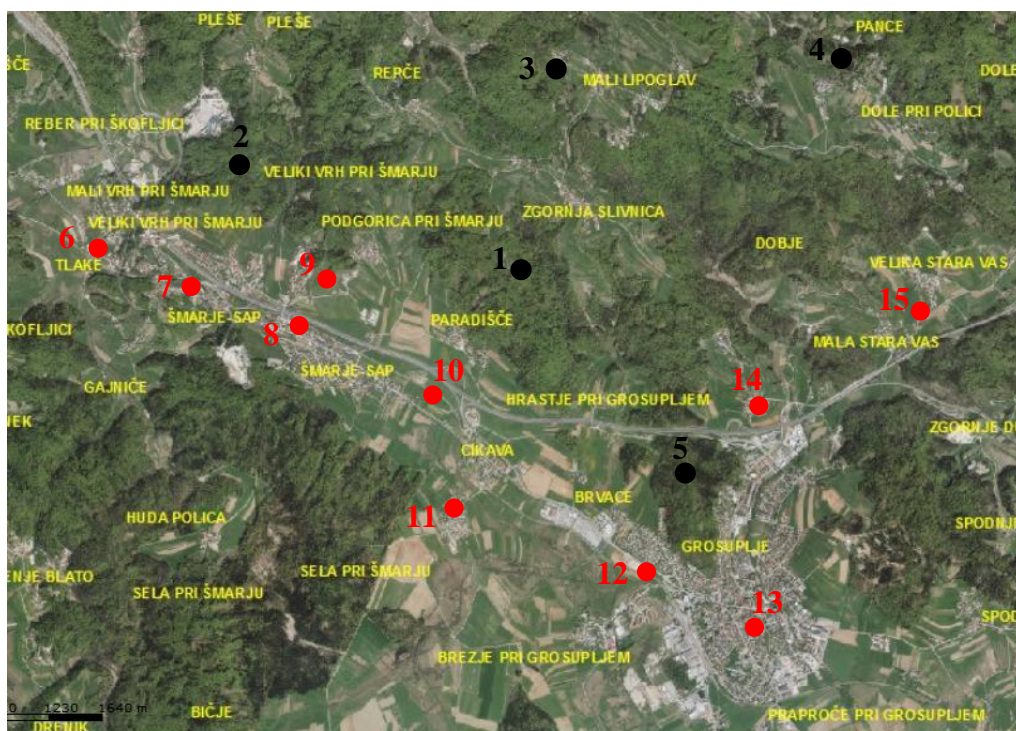 PLEŠE
PLEŠE
PANCE
4
ŠČE
REPČE
3
MALI LIPOGLAV
DOLE
REBER PRI ŠKOFLJICI
2
DOLE PRI POLICI
VELIKI VRH PRI ŠMARJU
MALI VRH PRI ŠMARJU
VELIKI VRH PRI ŠMARJU
PODGORICA PRI ŠMARJU
ZGORNJA SLIVNICA
6
DOBJE
TLAKE
9
1
VELIKA STARA VAS
7
15
ŠMARJE-SAP
8
PARADIŠČE
KOFLJICI
MALA STARA VAS
ŠMARJE-SAP
10
14
GAJNIČE
HRASTJE PRI GROSUPLJEM
NEK
ZGORNJE DU
CIKAVA
5
BRVACE
11
HUDA POLICA
SPODNJE
GROSUPLJE
SELA PRI ŠMARJU
12
ENJE BLATO
SELA PRI ŠMARJU
13
SPOD
BREZJE PRI GROSUPLJEM
0 1230 1640 m
BIČJE
PRAPROČE PRI GROSUPLJEM
DRENIK